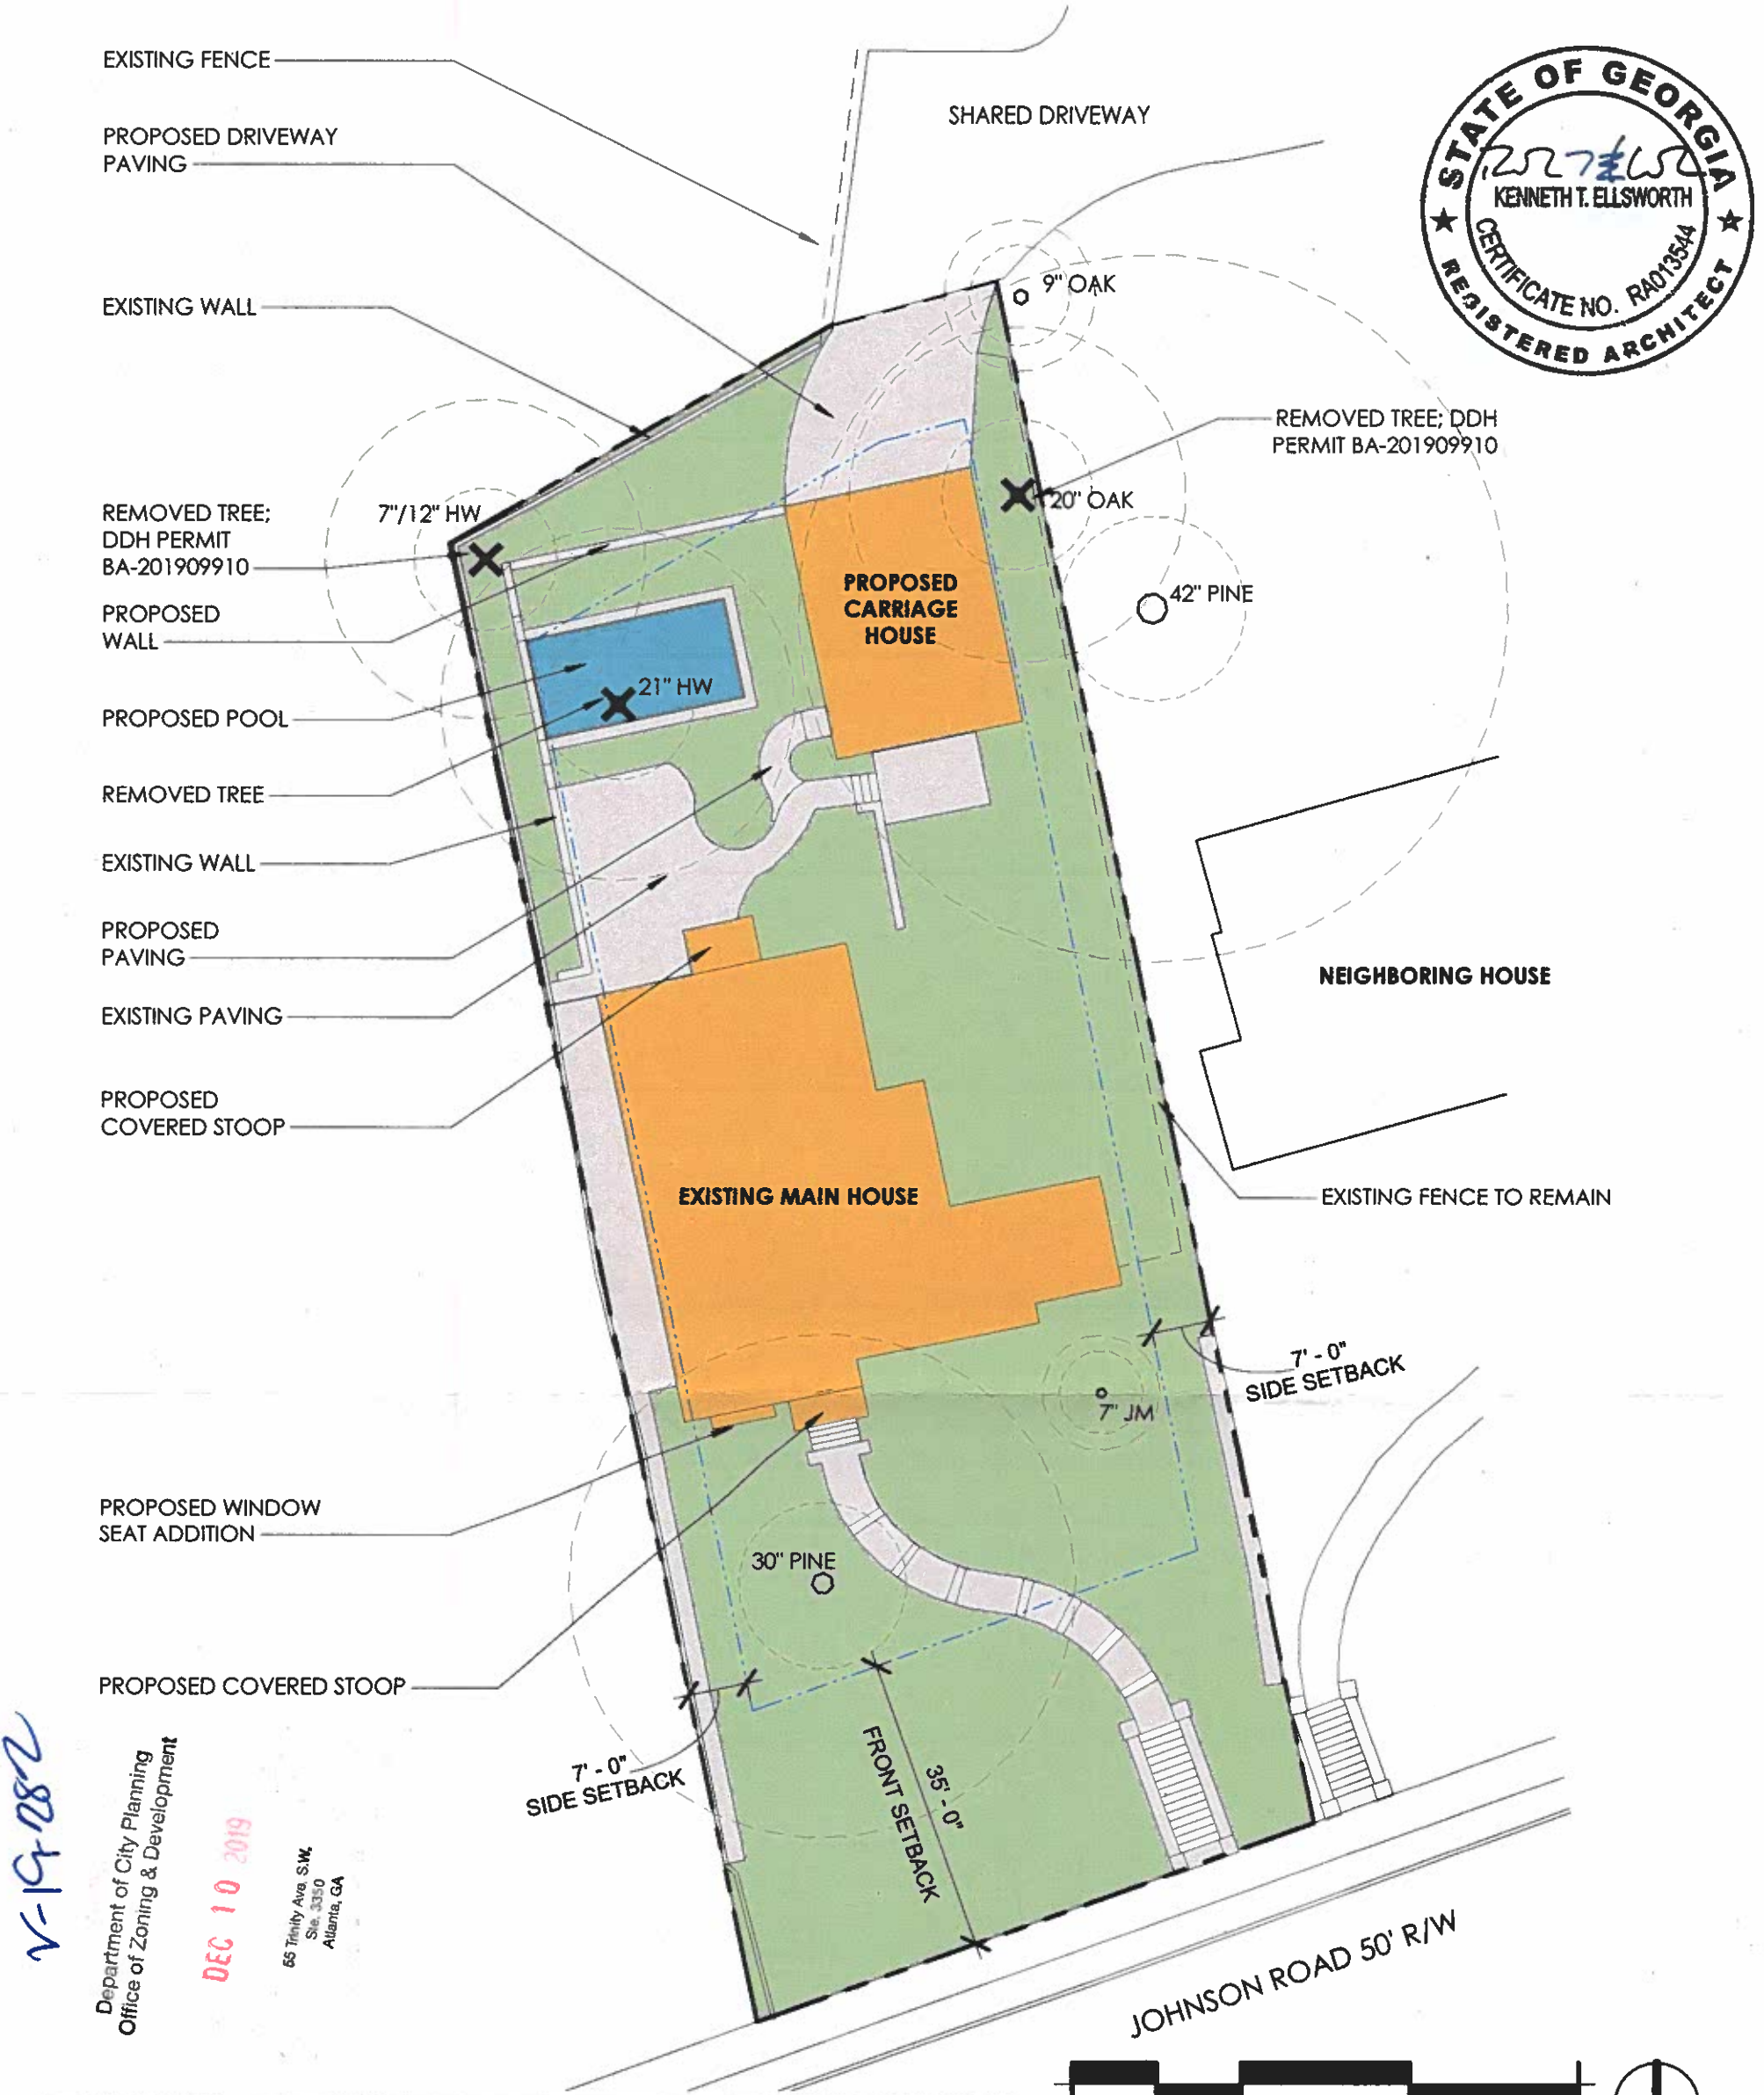 EXISTING FENCE
SHARED DRIVEWAY
PROPOSED DRIVEWAY
PAVING
STATE OF GEORGIA
KENNETH T. ELLSWORTH
CERTIFICATE NO. RA013544
REGISTERED ARCHITECT
9" OAK
EXISTING WALL
REMOVED TREE; DDH
PERMIT BA-201909910
20" OAK
7"/12" HW
REMOVED TREE;
DDH PERMIT
BA-201909910
42" PINE
PROPOSED
CARRIAGE
HOUSE
PROPOSED
WALL
21" HW
PROPOSED POOL
REMOVED TREE
EXISTING WALL
PROPOSED
PAVING
NEIGHBORING HOUSE
EXISTING PAVING
PROPOSED
COVERED STOOP
EXISTING MAIN HOUSE
EXISTING FENCE TO REMAIN
7' - 0"
SIDE SETBACK
7" JM
PROPOSED WINDOW
SEAT ADDITION
30" PINE
PROPOSED COVERED STOOP
7' - 0"
SIDE SETBACK
35' - 0"
FRONT SETBACK
V-19-282
Department of City Planning
Office of Zoning & Development
DEC 10 2019
55 Trinity Ave. S.W.
Ste. 3350
Atlanta, GA
JOHNSON ROAD 50' R/W